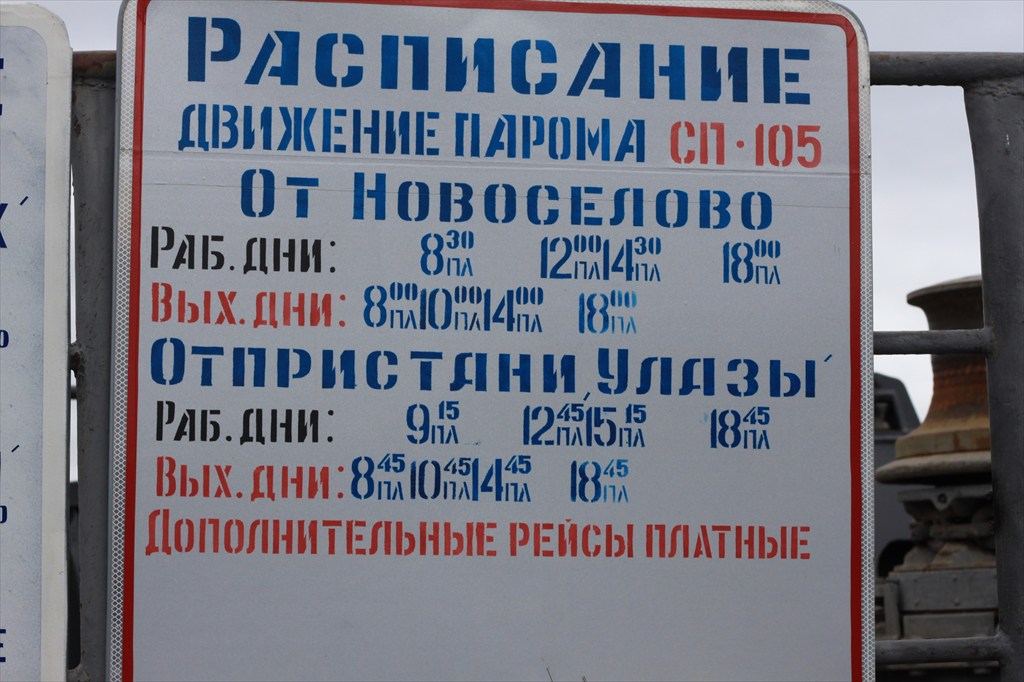 Расписание
движение парома СП-105
От Новоселово
Раб. дни: 8³⁰пл 12⁰⁰пл 14³⁰пл 18⁰⁰пл
Вых. дни: 8⁰⁰пл 10⁰⁰пл 14⁰⁰пл 18⁰⁰пл
От пристани "Улазы"
Раб. дни: 9¹⁵пл 12⁴⁵пл 15¹⁵пл 18⁴⁵пл
Вых. дни: 8⁴⁵пл 10⁴⁵пл 14⁴⁵пл 18⁴⁵пл
Дополнительные рейсы платные